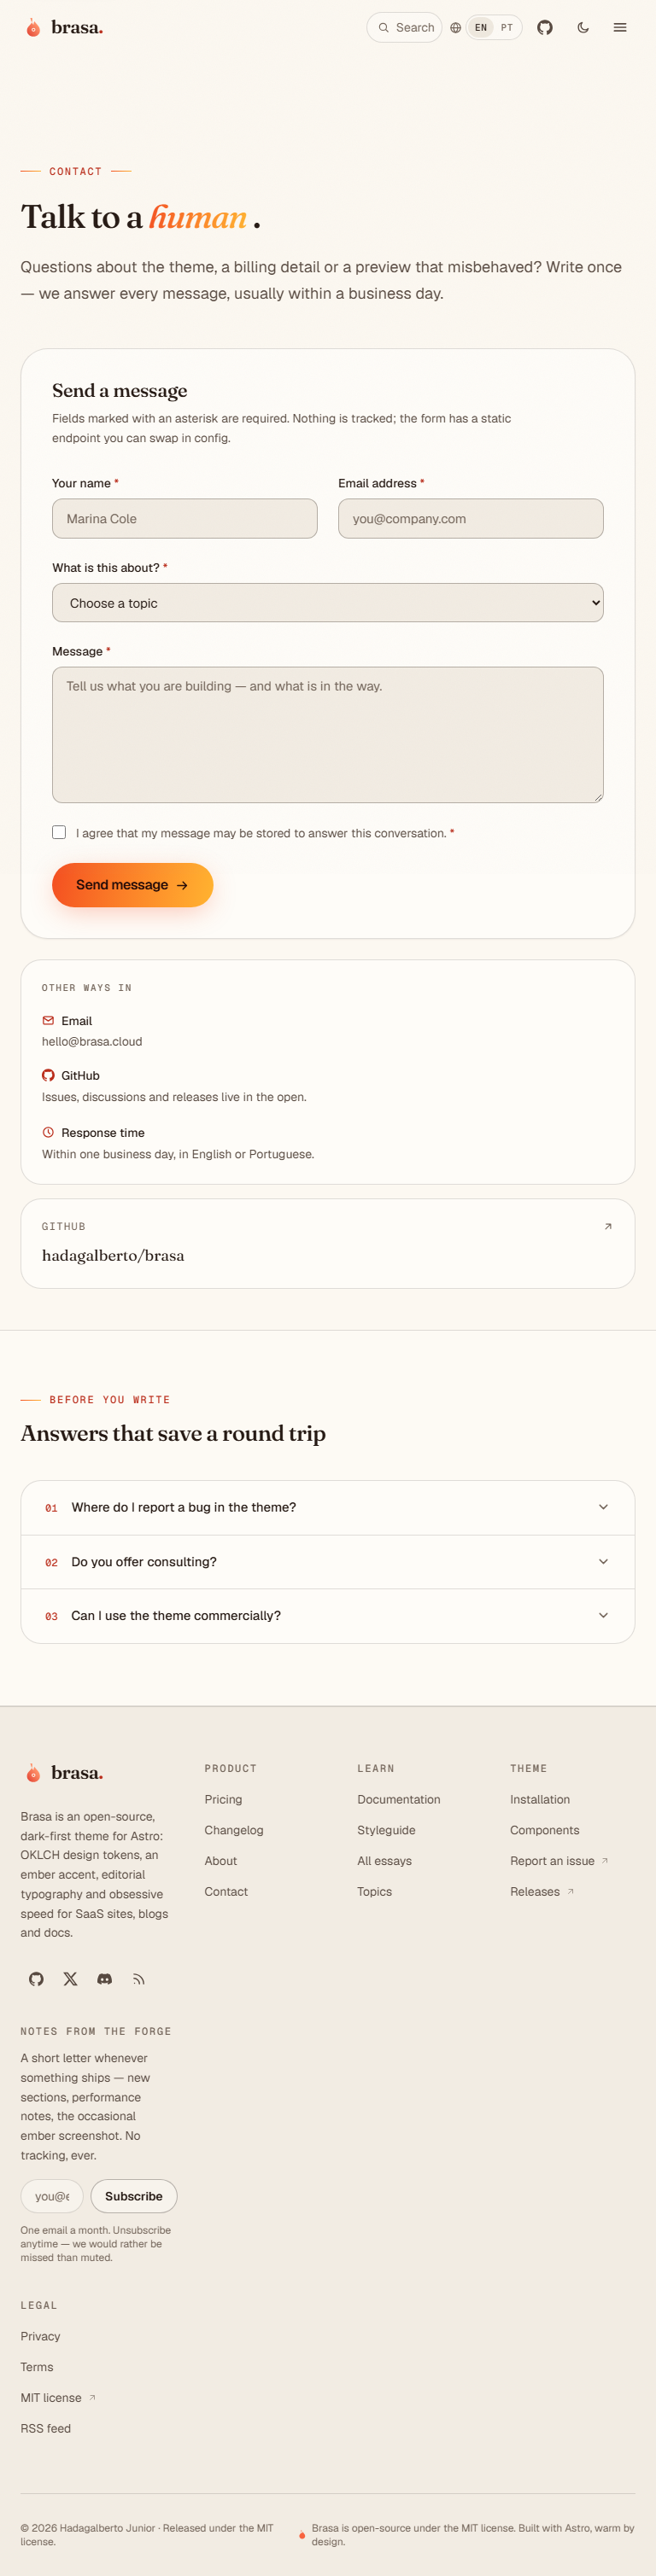 brasa.
Search
EN PT
CONTACT
Talk to a human .
Questions about the theme, a billing detail or a preview that misbehaved? Write once
— we answer every message, usually within a business day.
Send a message
Fields marked with an asterisk are required. Nothing is tracked; the form has a static
endpoint you can swap in config.
Your name *
Email address *
Marina Cole
you@company.com
What is this about? *
Choose a topic
Message *
Tell us what you are building — and what is in the way.
I agree that my message may be stored to answer this conversation. *
Send message →
OTHER WAYS IN
Email
hello@brasa.cloud
GitHub
Issues, discussions and releases live in the open.
Response time
Within one business day, in English or Portuguese.
GITHUB
hadagalberto/brasa
BEFORE YOU WRITE
Answers that save a round trip
01 Where do I report a bug in the theme?
02 Do you offer consulting?
03 Can I use the theme commercially?
brasa.
Brasa is an open-source,
dark-first theme for Astro:
OKLCH design tokens, an
ember accent, editorial
typography and obsessive
speed for SaaS sites, blogs
and docs.
PRODUCT
Pricing
Changelog
About
Contact
LEARN
Documentation
Styleguide
All essays
Topics
THEME
Installation
Components
Report an issue
Releases
NOTES FROM THE FORGE
A short letter whenever
something ships — new
sections, performance
notes, the occasional
ember screenshot. No
tracking, ever.
you@e
Subscribe
One email a month. Unsubscribe
anytime — we would rather be
missed than muted.
LEGAL
Privacy
Terms
MIT license
RSS feed
© 2026 Hadagalberto Junior · Released under the MIT
license.
Brasa is open-source under the MIT license. Built with Astro, warm by
design.